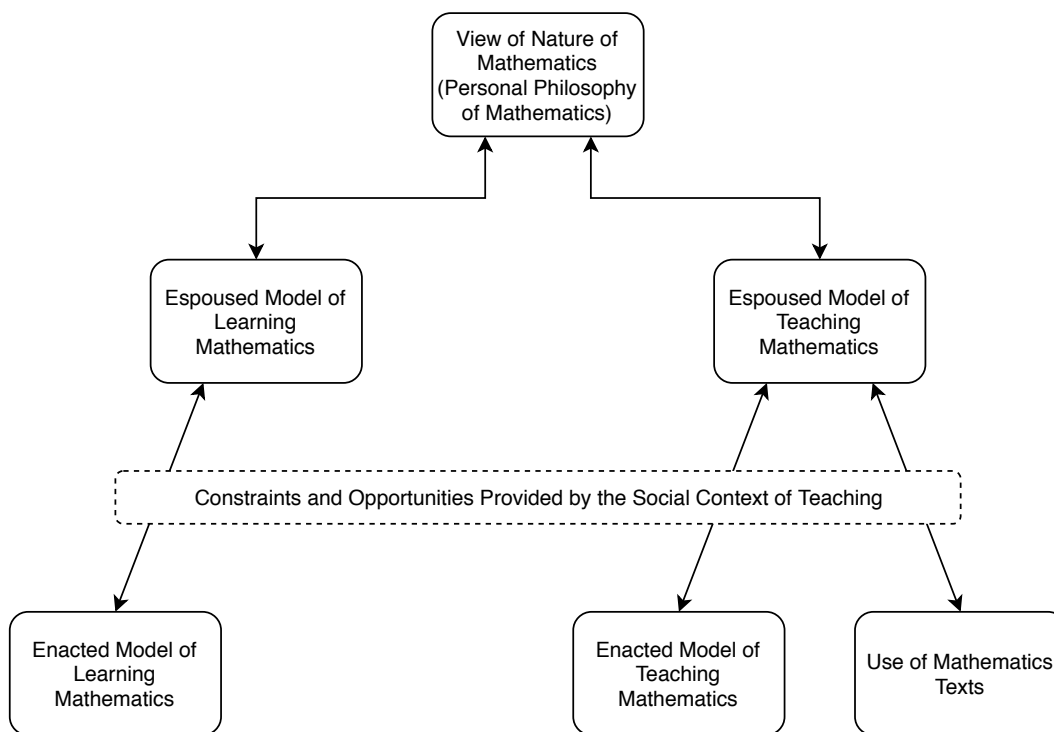 View of Nature of
Mathematics
(Personal Philosophy
of Mathematics)
Espoused Model of
Learning
Mathematics
Espoused Model of
Teaching
Mathematics
Constraints and Opportunities Provided by the Social Context of Teaching
Enacted Model of
Learning
Mathematics
Enacted Model of
Teaching
Mathematics
Use of Mathematics
Texts